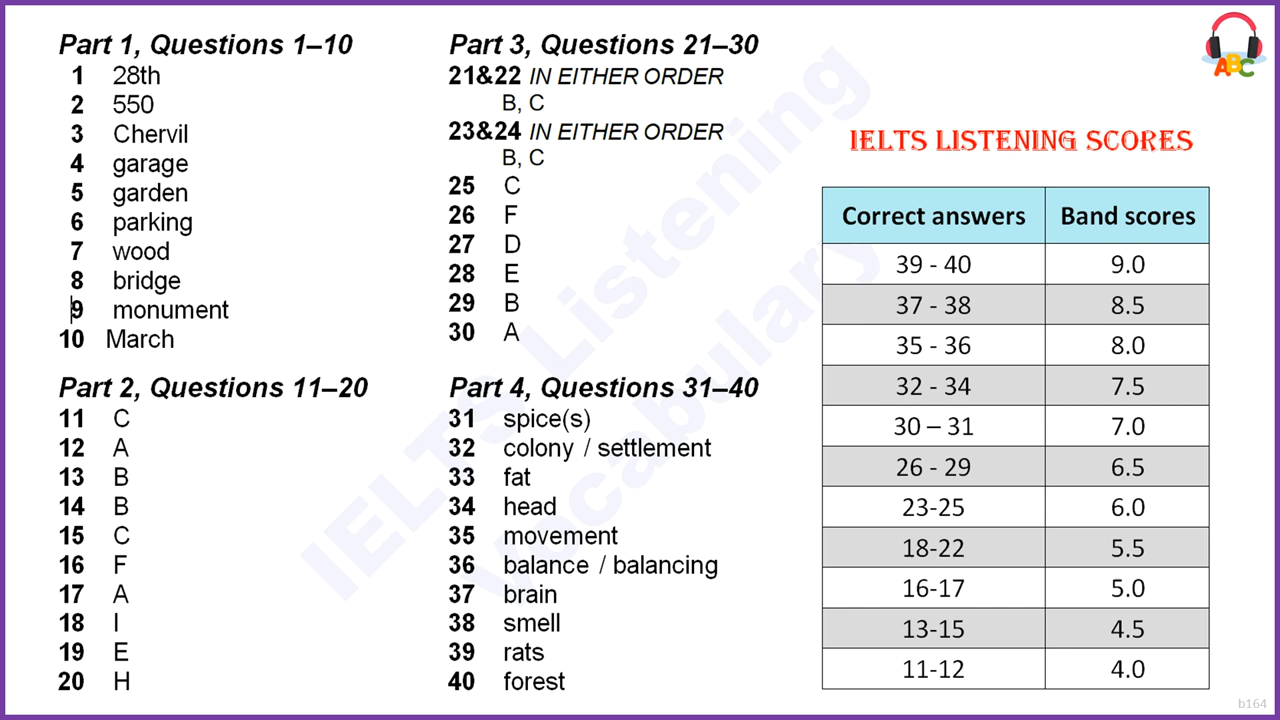 Part 1, Questions 1–10
1 28th
2 550
3 Chervil
4 garage
5 garden
6 parking
7 wood
8 bridge
9 monument
10 March
Part 2, Questions 11–20
11 C
12 A
13 B
14 B
15 C
16 F
17 A
18 I
19 E
20 H
Part 3, Questions 21–30
21&22 IN EITHER ORDER
B, C
23&24 IN EITHER ORDER
B, C
25 C
26 F
27 D
28 E
29 B
30 A
Part 4, Questions 31–40
31 spice(s)
32 colony / settlement
33 fat
34 head
35 movement
36 balance / balancing
37 brain
38 smell
39 rats
40 forest
ABC
IELTS LISTENING SCORES
Correct answers Band scores
39 - 40 9.0
37 - 38 8.5
35 - 36 8.0
32 - 34 7.5
30 – 31 7.0
26 - 29 6.5
23-25 6.0
18-22 5.5
16-17 5.0
13-15 4.5
11-12 4.0
IELTS Listening
Vocabulary
b164